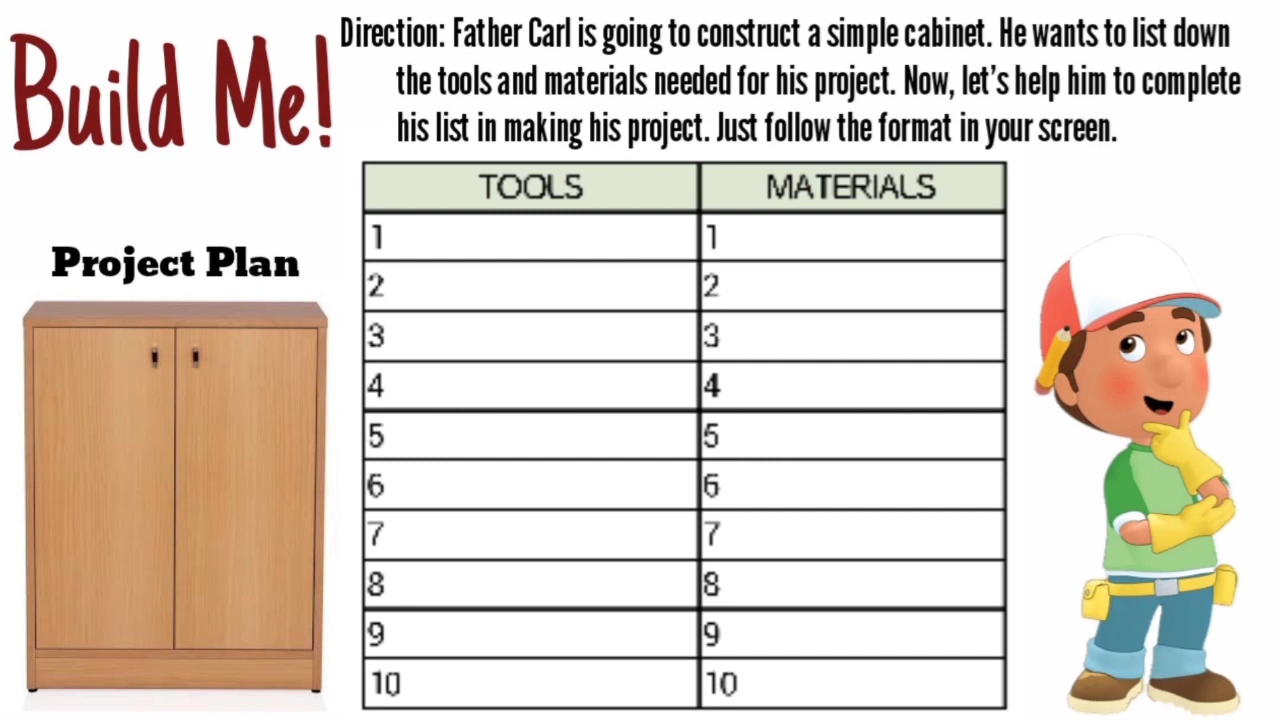 Build Me!
Direction: Father Carl is going to construct a simple cabinet. He wants to list down
the tools and materials needed for his project. Now, let's help him to complete
his list in making his project. Just follow the format in your screen.
Project Plan
TOOLS MATERIALS
1 1
2 2
3 3
4 4
5 5
6 6
7 7
8 8
9 9
10 10